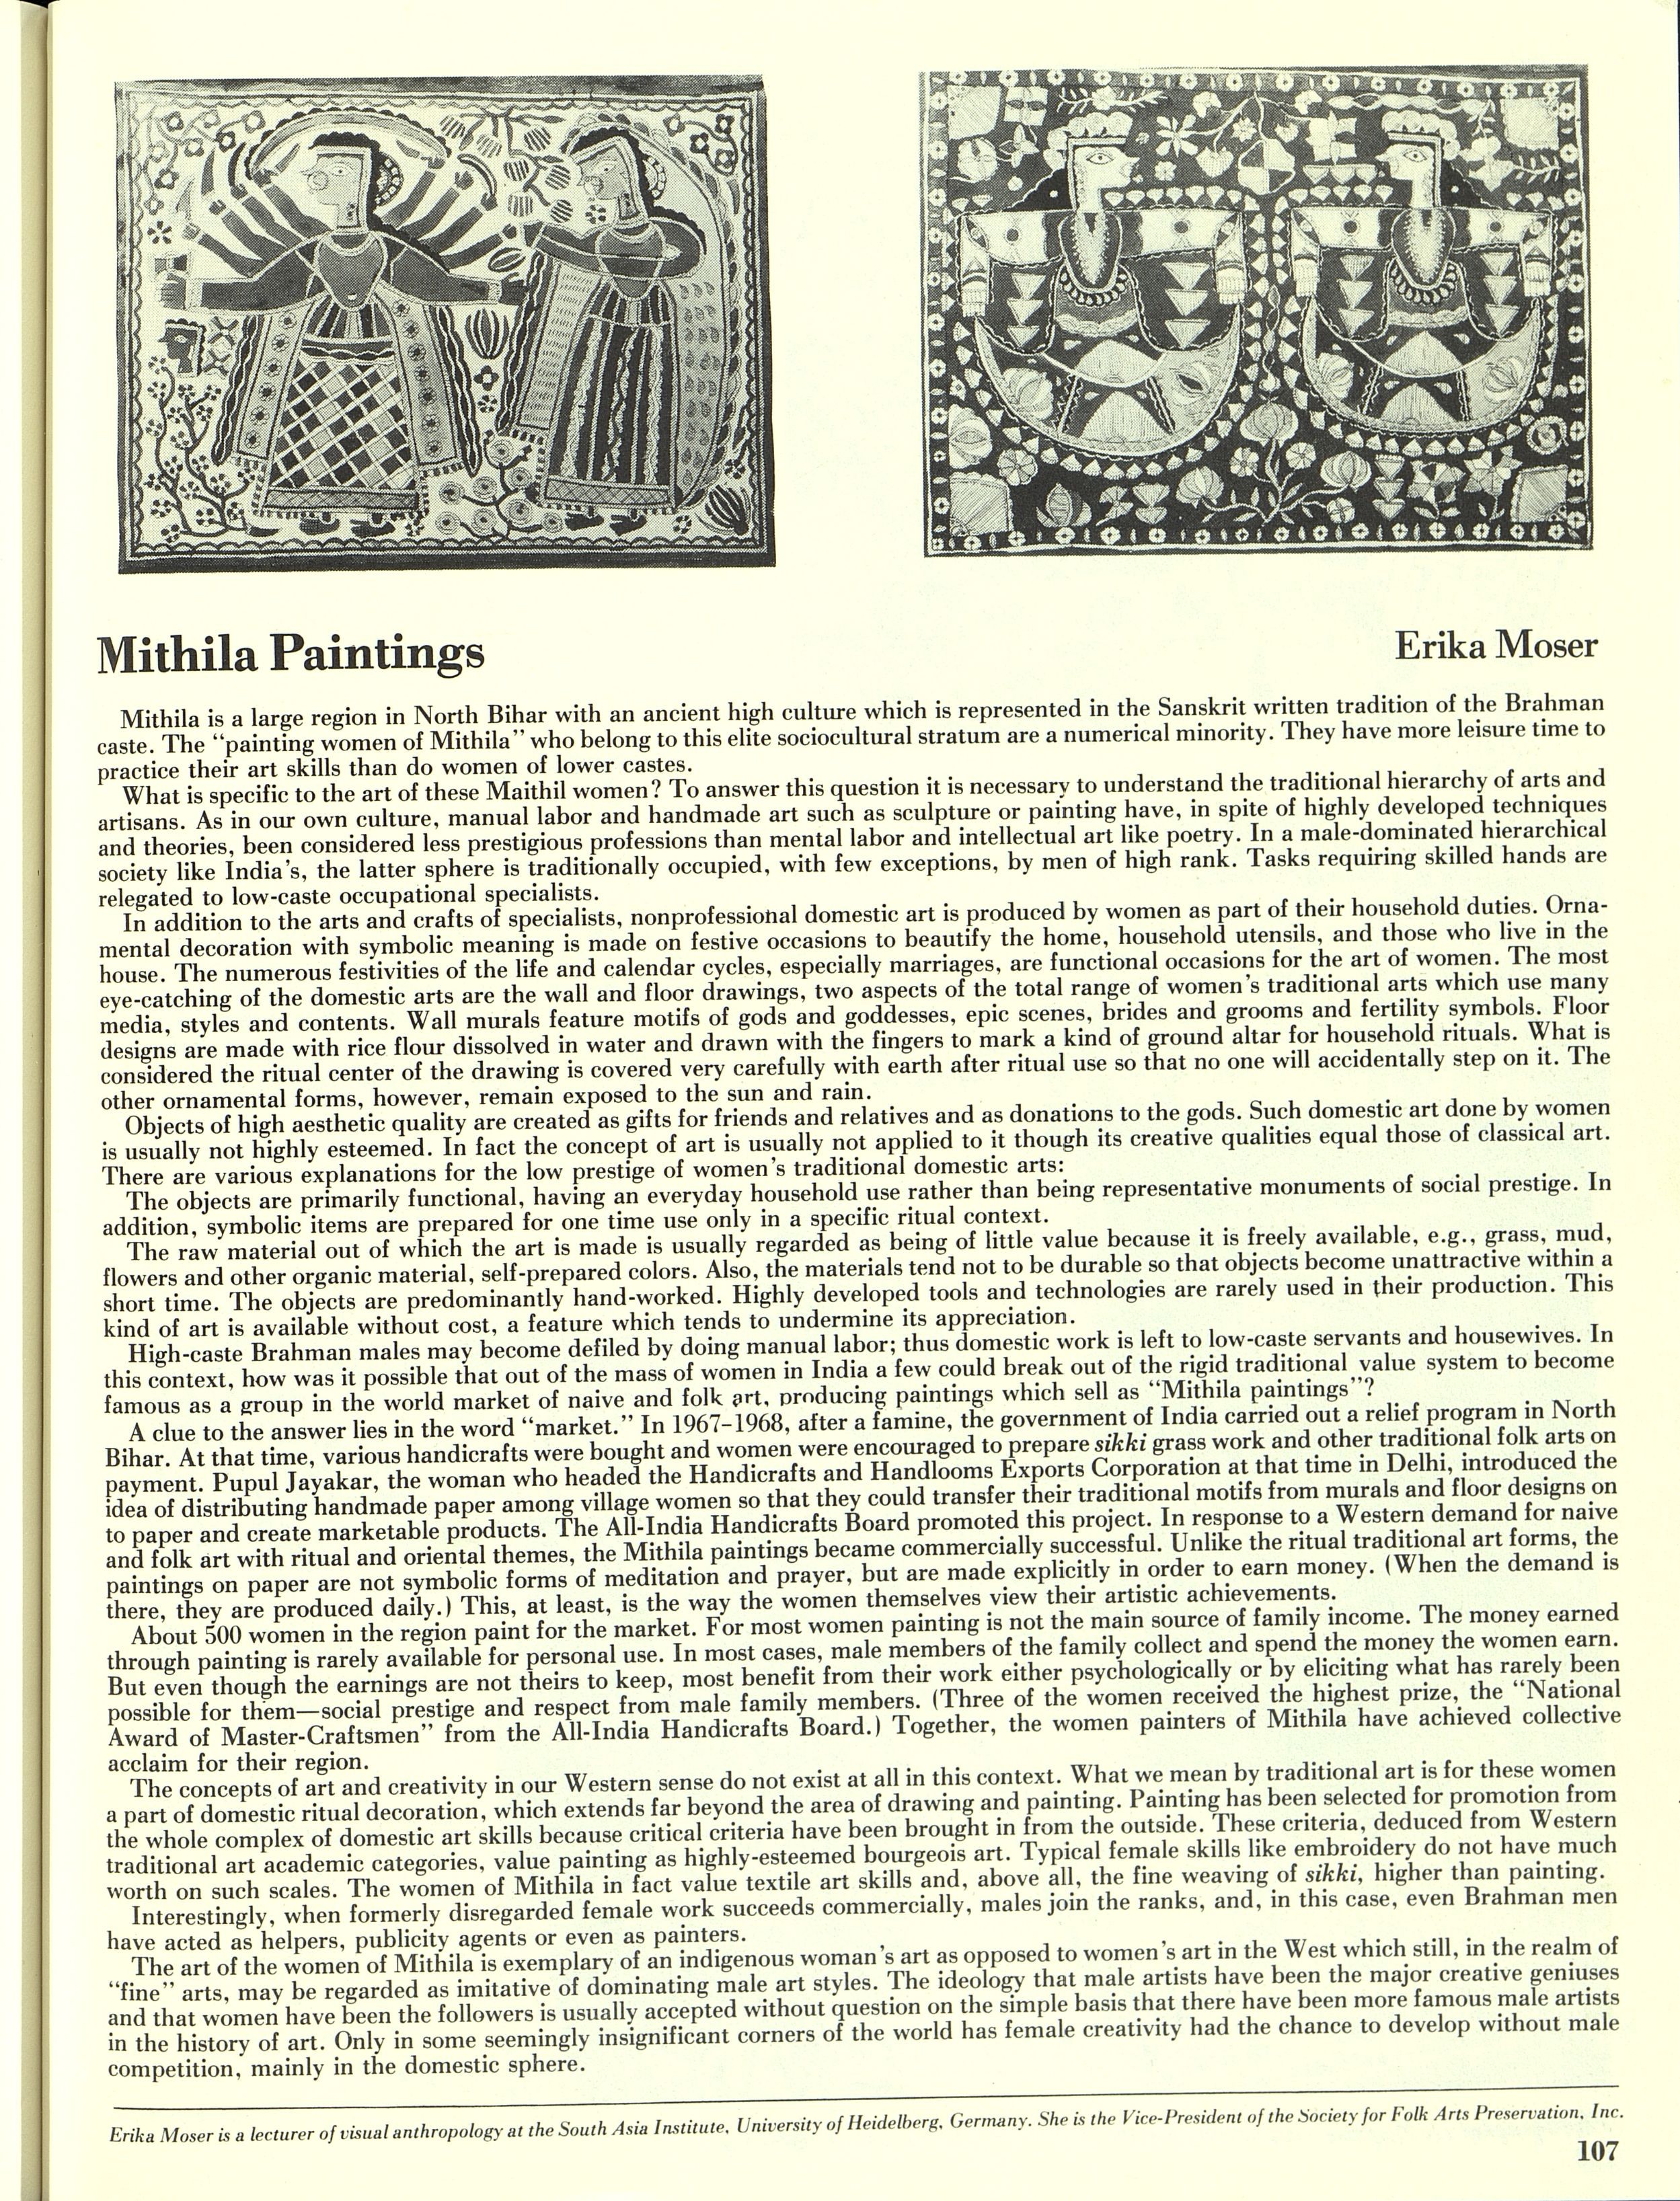 Mithila Paintings
Erika Moser
Mithila is a large region in North Bihar with an ancient high culture which is represented in the Sanskrit written tradition of the Brahman
caste. The “painting women of Mithila” who belong to this elite sociocultural stratum are a numerical minority. They have more leisure time to
practice their art skills than do women of lower castes.
What is specific to the art of these Maithil women? To answer this question it is necessary to understand the traditional hierarchy of arts and
artisans. As in our own culture, manual labor and handmade art such as sculpture or painting have, in spite of highly developed techniques
and theories, been considered less prestigious professions than mental labor and intellectual art like poetry. In a male-dominated hierarchical
society like India’s, the latter sphere is traditionally occupied, with few exceptions, by men of high rank. Tasks requiring skilled hands are
relegated to low-caste occupational specialists.
In addition to the arts and crafts of specialists, nonprofessional domestic art is produced by women as part of their household duties. Orna-
mental decoration with symbolic meaning is made on festive occasions to beautify the home, household utensils, and those who live in the
house. The numerous festivities of the life and calendar cycles, especially marriages, are functional occasions for the art of women. The most
eye-catching of the domestic arts are the wall and floor drawings, two aspects of the total range of women’s traditional arts which use many
media, styles and contents. Wall murals feature motifs of gods and goddesses, epic scenes, brides and grooms and fertility symbols. Floor
designs are made with rice flour dissolved in water and drawn with the fingers to mark a kind of ground altar for household rituals. What is
considered the ritual center of the drawing is covered very carefully with earth after ritual use so that no one will accidentally step on it. The
other ornamental forms, however, remain exposed to the sun and rain.
Objects of high aesthetic quality are created as gifts for friends and relatives and as donations to the gods. Such domestic art done by women
is usually not highly esteemed. In fact the concept of art is usually not applied to it though its creative qualities equal those of classical art.
There are various explanations for the low prestige of women’s traditional domestic arts:
The objects are primarily functional, having an everyday household use rather than being representative monuments of social prestige. In
addition, symbolic items are prepared for one time use only in a specific ritual context.
The raw material out of which the art is made is usually regarded as being of little value because it is freely available, e.g., grass, mud,
flowers and other organic material, self-prepared colors. Also, the materials tend not to be durable so that objects become unattractive within a
short time. The objects are predominantly hand-worked. Highly developed tools and technologies are rarely used in their production. This
kind of art is available without cost, a feature which tends to undermine its appreciation.
High-caste Brahman males may become defiled by doing manual labor; thus domestic work is left to low-caste servants and housewives. In
this context, how was it possible that out of the mass of women in India a few could break out of the rigid traditional value system to become
famous as a group in the world market of naive and folk art, producing paintings which sell as “Mithila paintings”?
A clue to the answer lies in the word “market.” In 1967–1968, after a famine, the government of India carried out a relief program in North
Bihar. At that time, various handicrafts were bought and women were encouraged to prepare sikki grass work and other traditional folk arts on
payment. Pupul Jayakar, the woman who headed the Handicrafts and Handlooms Exports Corporation at that time in Delhi, introduced the
idea of distributing handmade paper among village women so that they could transfer their traditional motifs from murals and floor designs on
to paper and create marketable products. The All-India Handicrafts Board promoted this project. In response to a Western demand for naive
and folk art with ritual and oriental themes, the Mithila paintings became commercially successful. Unlike the ritual traditional art forms, the
paintings on paper are not symbolic forms of meditation and prayer, but are made explicitly in order to earn money. (When the demand is
there, they are produced daily.) This, at least, is the way the women themselves view their artistic achievements.
About 500 women in the region paint for the market. For most women painting is not the main source of family income. The money earned
through painting is rarely available for personal use. In most cases, male members of the family collect and spend the money the women earn.
But even though the earnings are not theirs to keep, most benefit from their work either psychologically or by eliciting what has rarely been
possible for them—social prestige and respect from male family members. (Three of the women received the highest prize, the “National
Award of Master-Craftsmen” from the All-India Handicrafts Board.) Together, the women painters of Mithila have achieved collective
acclaim for their region.
The concepts of art and creativity in our Western sense do not exist at all in this context. What we mean by traditional art is for these women
a part of domestic ritual decoration, which extends far beyond the area of drawing and painting. Painting has been selected for promotion from
the whole complex of domestic art skills because critical criteria have been brought in from the outside. These criteria, deduced from Western
traditional art academic categories, value painting as highly-esteemed bourgeois art. Typical female skills like embroidery do not have much
worth on such scales. The women of Mithila in fact value textile art skills and, above all, the fine weaving of sikki, higher than painting.
Interestingly, when formerly disregarded female work succeeds commercially, males join the ranks, and, in this case, even Brahman men
have acted as helpers, publicity agents or even as painters.
The art of the women of Mithila is exemplary of an indigenous woman’s art as opposed to women’s art in the West which still, in the realm of
“fine” arts, may be regarded as imitative of dominating male art styles. The ideology that male artists have been the major creative geniuses
and that women have been the followers is usually accepted without question on the simple basis that there have been more famous male artists
in the history of art. Only in some seemingly insignificant corners of the world has female creativity had the chance to develop without male
competition, mainly in the domestic sphere.
Erika Moser is a lecturer of visual anthropology at the South Asia Institute, University of Heidelberg, Germany. She is the Vice-President of the Society for Folk Arts Preservation, Inc.
107